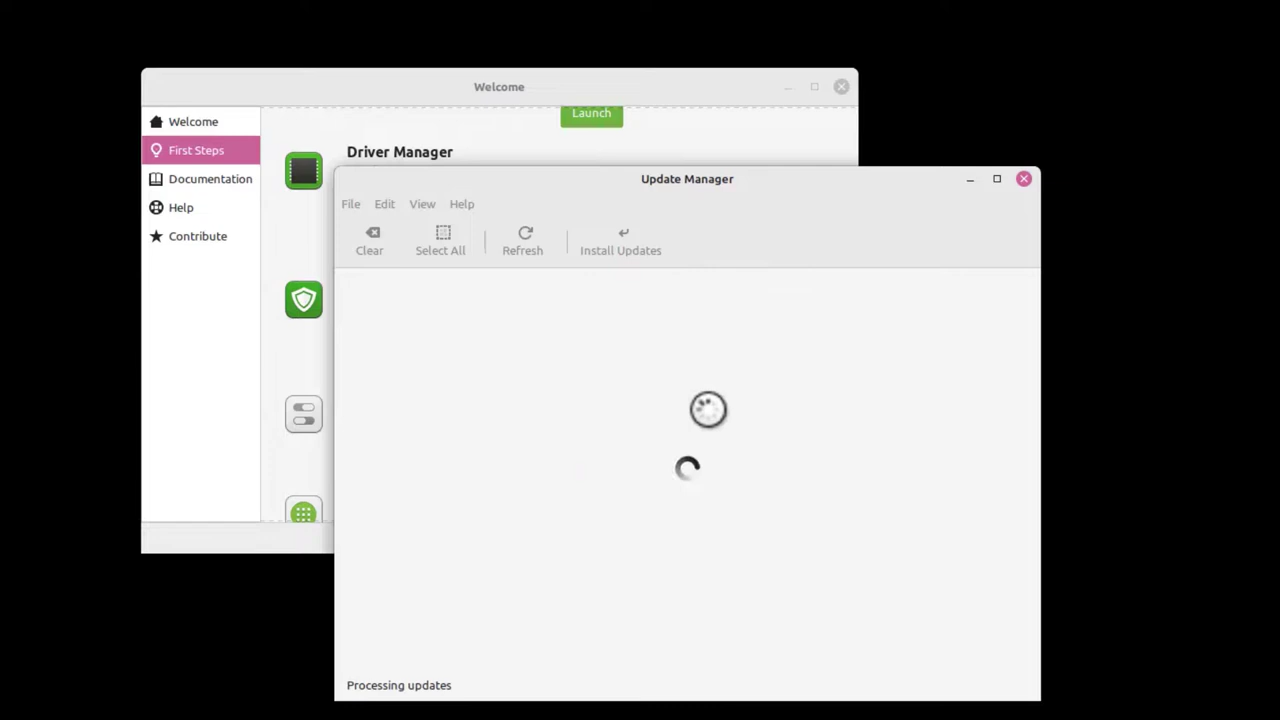 Welcome
Welcome
First Steps
Documentation
Help
Contribute
Launch
Driver Manager
Update Manager
File Edit View Help
Clear Select All Refresh Install Updates
Processing updates